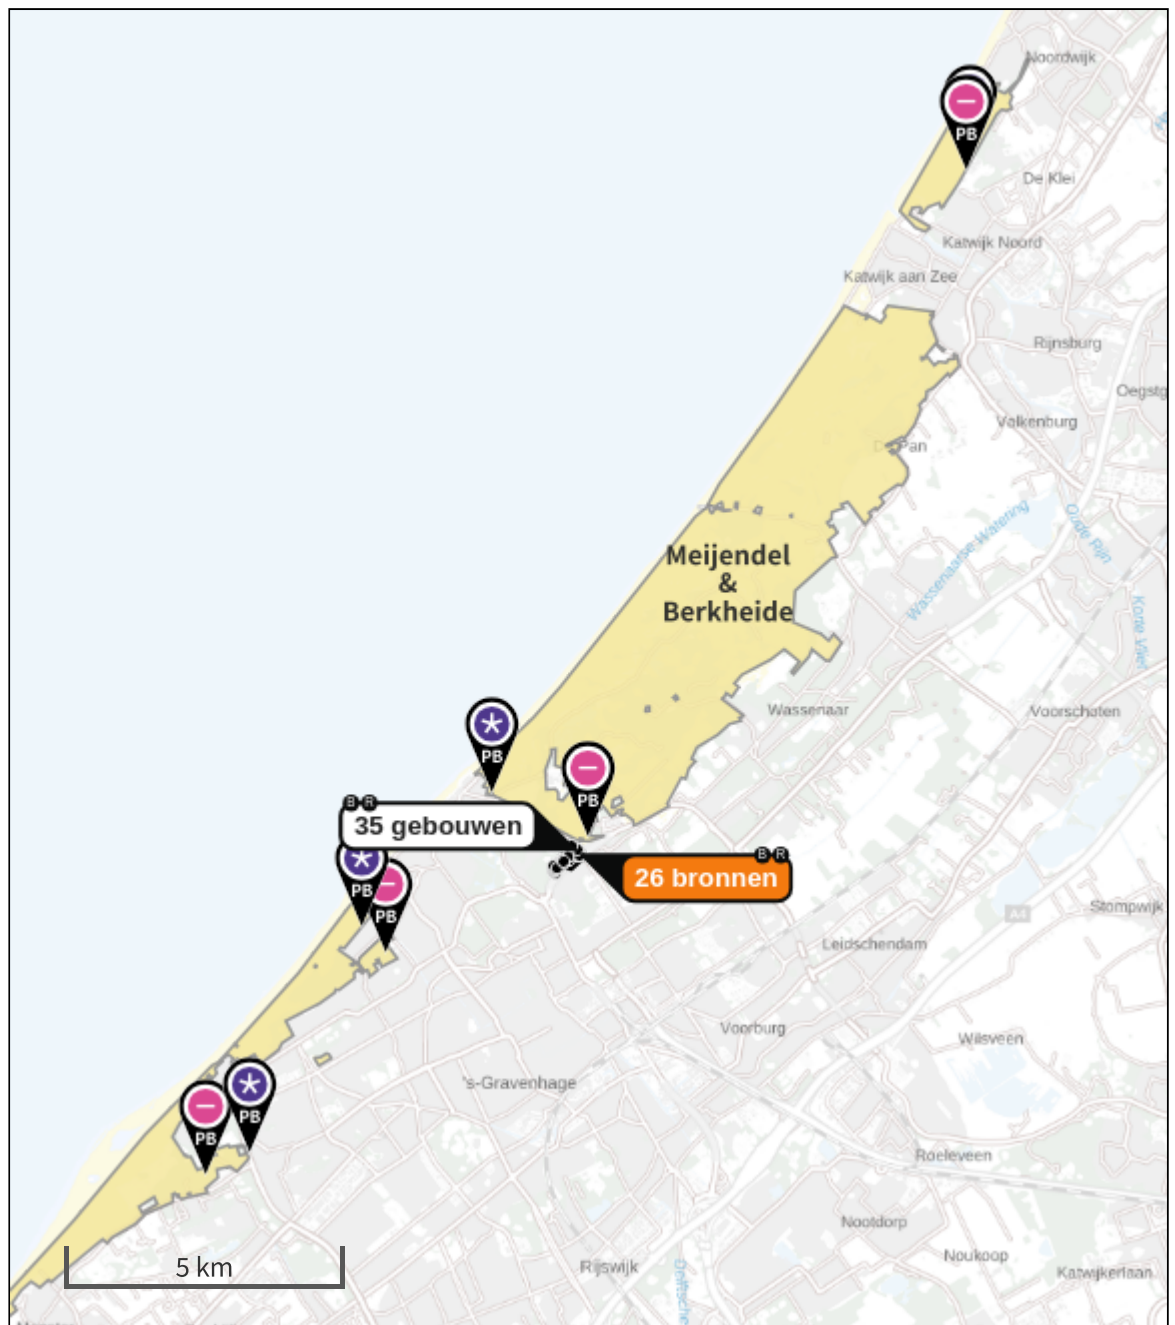 Noordwijk
PB
De Klei
Katwijk Noord
Katwijk aan Zee
Rijnsburg
Oegstg
Valkenburg
De Pan
Wassenaarse Watering
Oude Rijn
Korte Vliet
Meijendel
&
Berkheide
Wassenaar
Voorschoten
PB
PB
B R
35 gebouwen
B R
26 bronnen
PB
PB
A4
Stompwijk
Leidschendam
Voorburg
Wilsveen
's-Gravenhage
PB
PB
Roeleveen
Nootdorp
Noukoop
Katwijkerlaan
Rijswijk
5 km